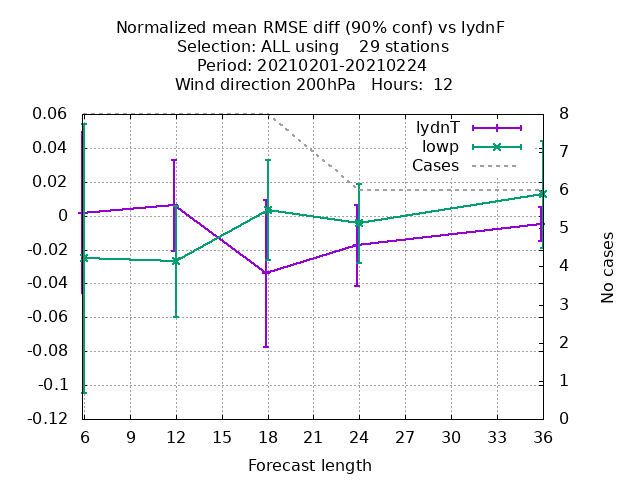 Normalized mean RMSE diff (90% conf) vs lydnF
Selection: ALL using    29 stations
Period: 20210201-20210224
Wind direction 200hPa   Hours:  12
lydnT
lowp
Cases
0.06
0.04
0.02
0
-0.02
-0.04
-0.06
-0.08
-0.1
-0.12
8
7
6
5
4
3
2
1
0
No cases
6 9 12 15 18 21 24 27 30 33 36
Forecast length